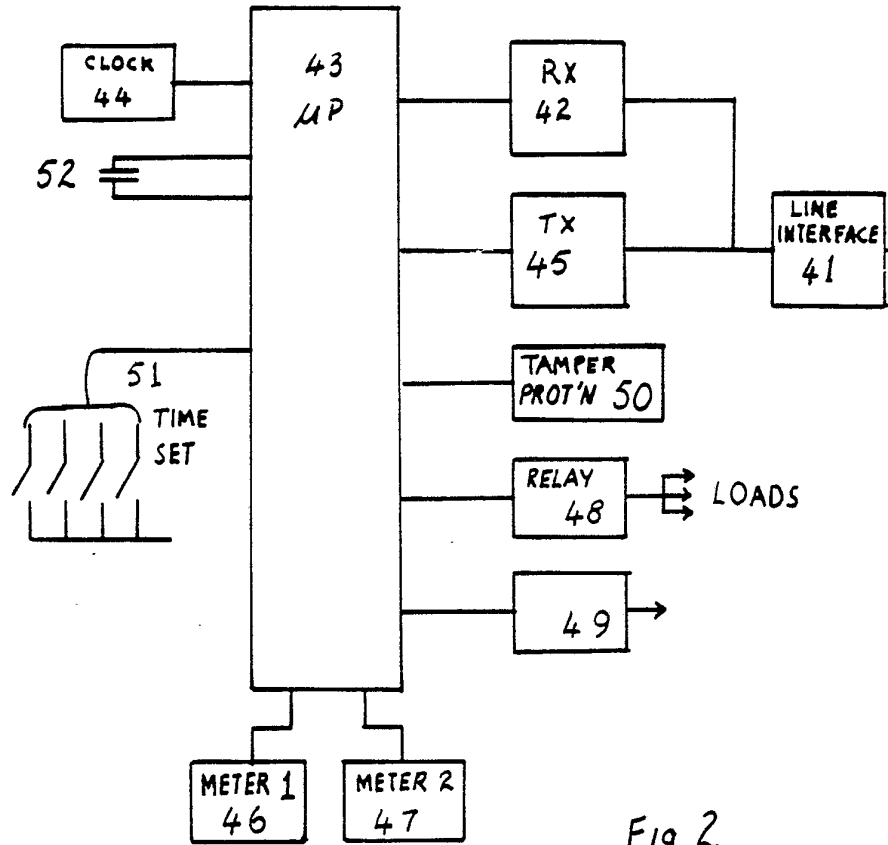 CLOCK
44
43
μP
RX
42
52
TX
45
LINE
INTERFACE
41
51
TIME
SET
TAMPER
PROT'N 50
RELAY
48
LOADS
49
METER 1
46
METER 2
47
Fig 2